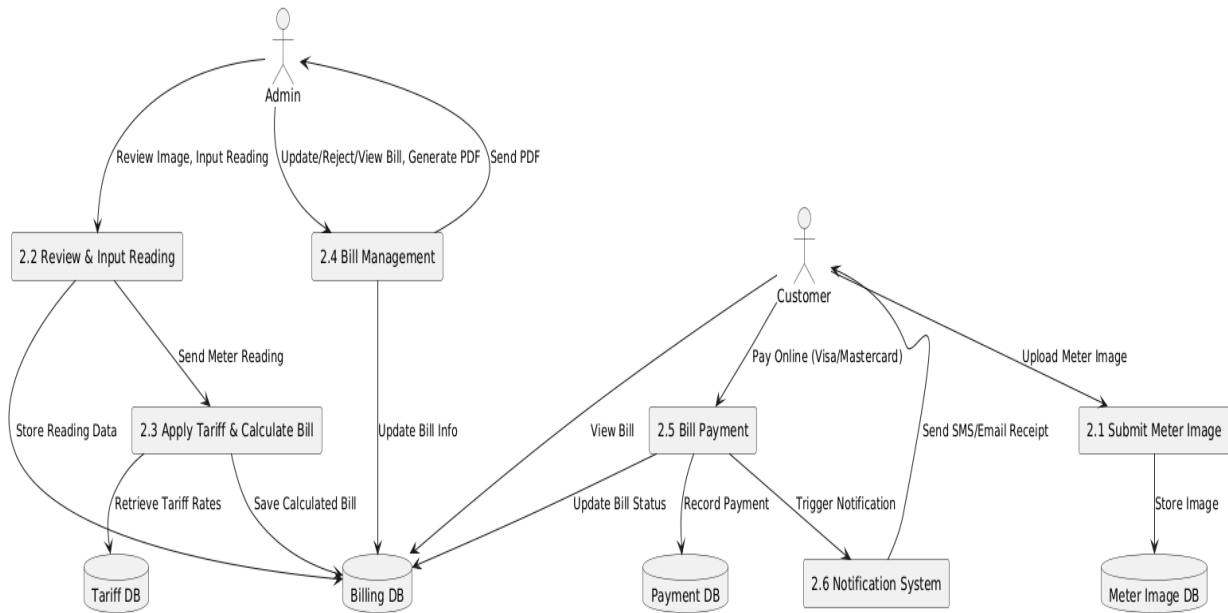 Admin
Review Image, Input Reading
Update/Reject/View Bill, Generate PDF
Send PDF
2.2 Review & Input Reading
2.4 Bill Management
Customer
Send Meter Reading
Pay Online (Visa/Mastercard)
Upload Meter Image
Store Reading Data
2.3 Apply Tariff & Calculate Bill
Update Bill Info
View Bill
2.5 Bill Payment
Send SMS/Email Receipt
2.1 Submit Meter Image
Retrieve Tariff Rates
Save Calculated Bill
Update Bill Status
Record Payment
Trigger Notification
Store Image
Tariff DB
Billing DB
Payment DB
2.6 Notification System
Meter Image DB